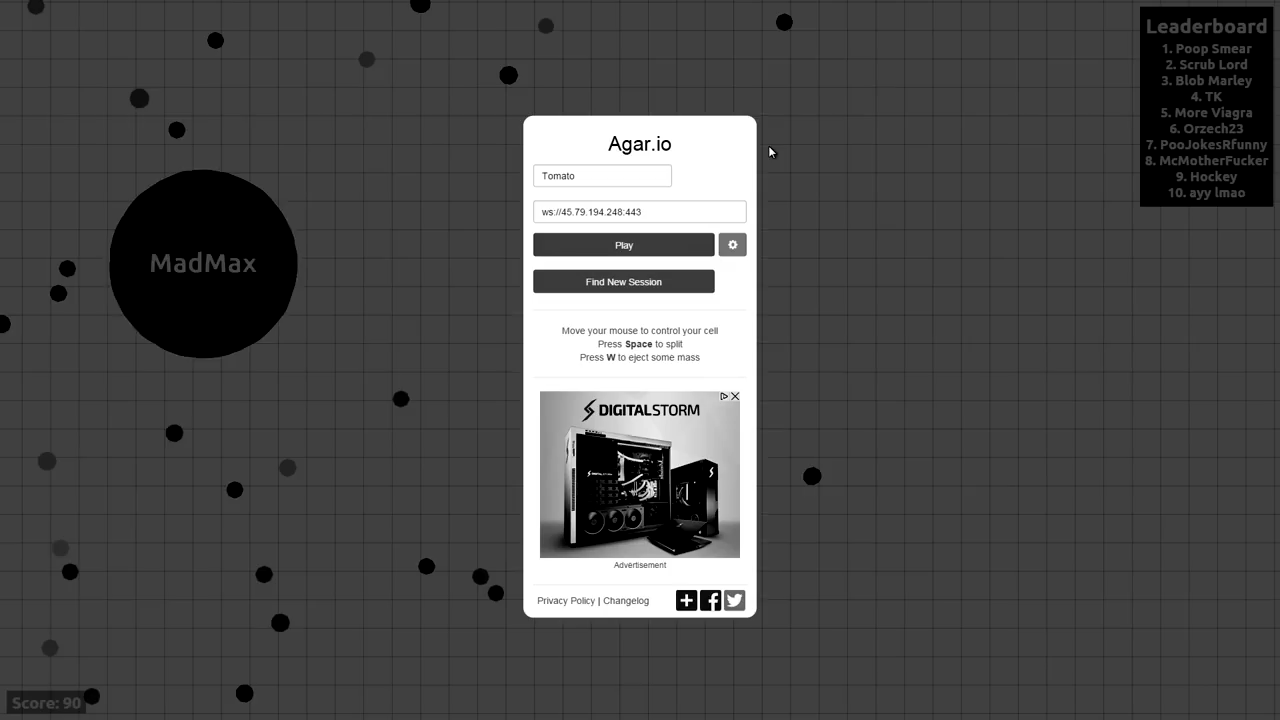 Leaderboard
1. Poop Smear
2. Scrub Lord
3. Blob Marley
4. TK
5. More Viagra
6. Orzech23
7. PooJokesRfunny
8. McMotherFucker
9. Hockey
10. ayy lmao
Agar.io
Tomato
ws://45.79.194.248:443
Play
Find New Session
MadMax
Move your mouse to control your cell
Press Space to split
Press W to eject some mass
DIGITALSTORM
Advertisement
Privacy Policy | Changelog
Score: 90